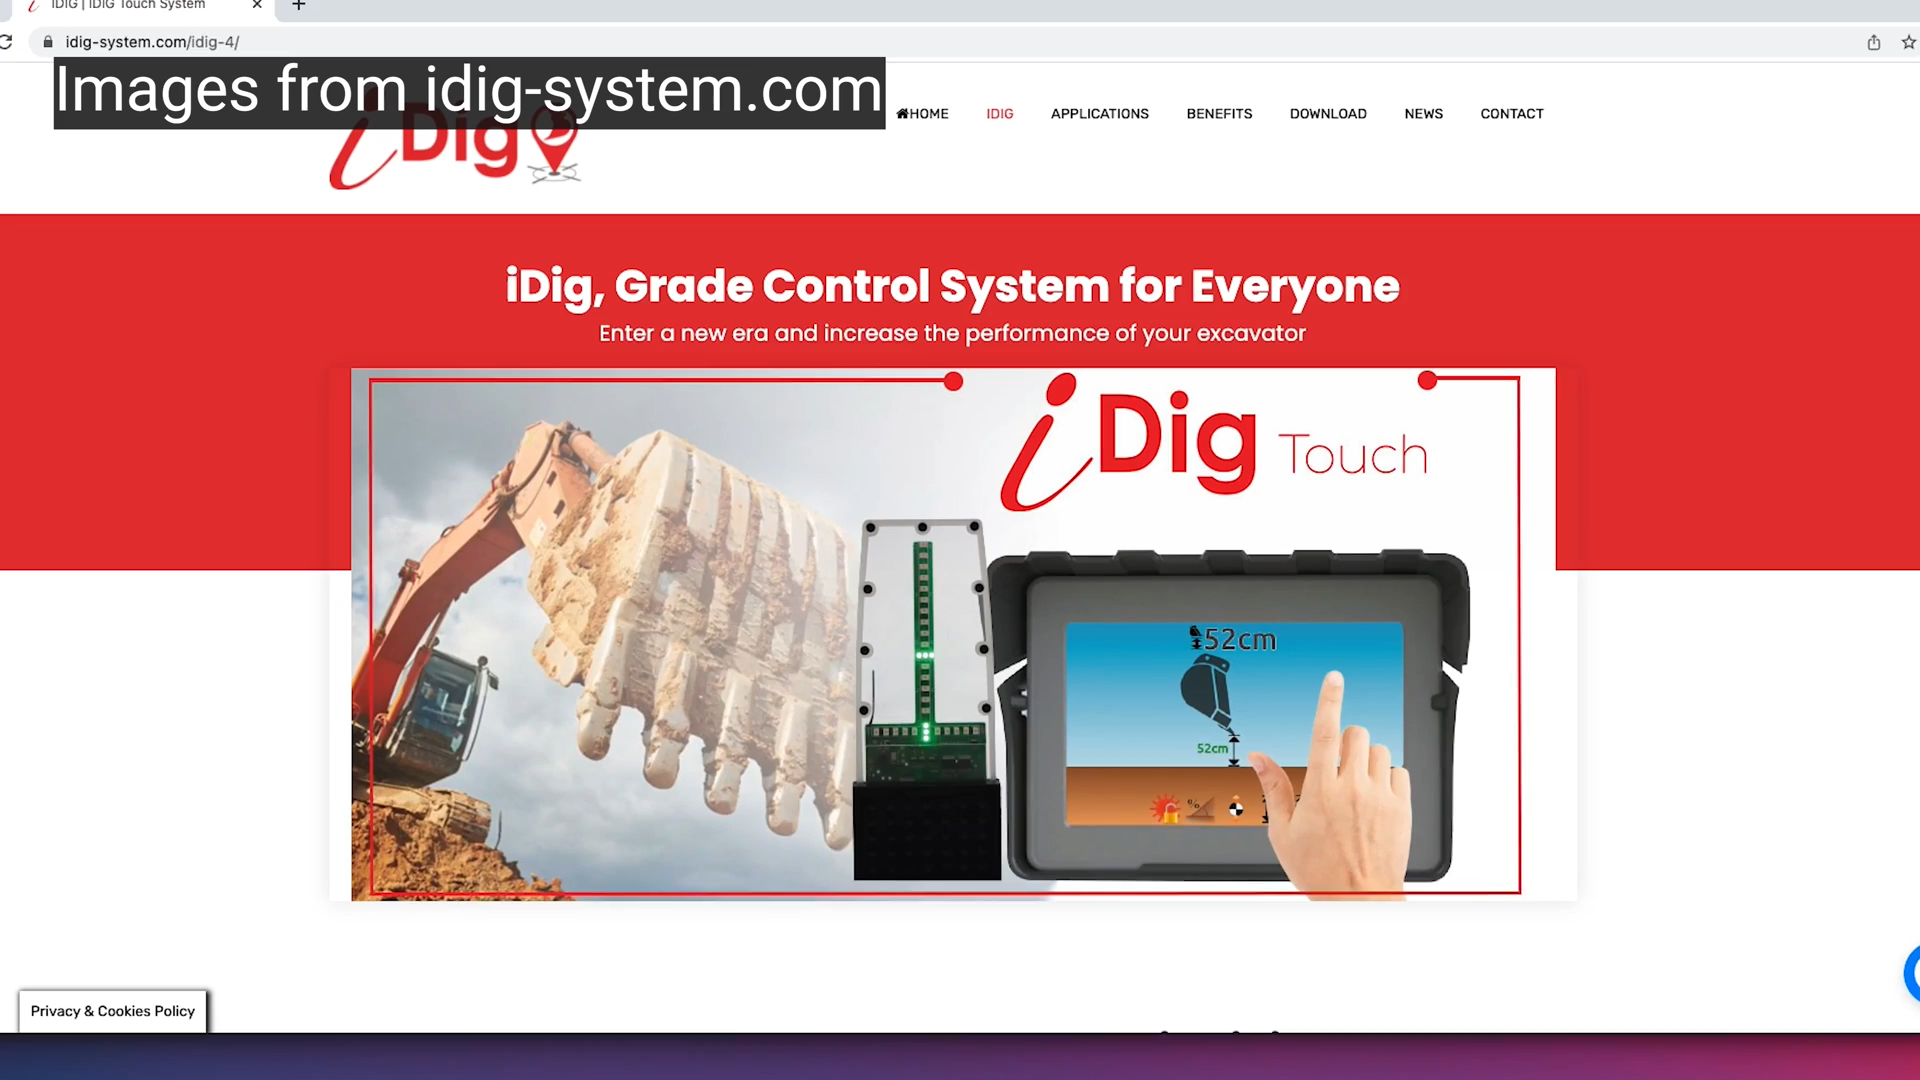 iDIG | iDIG Touch System
idig-system.com/idig-4/
Images from idig-system.com
iDig
HOME IDIG APPLICATIONS BENEFITS DOWNLOAD NEWS CONTACT
iDig, Grade Control System for Everyone
Enter a new era and increase the performance of your excavator
iDig Touch
52cm
52cm
%
Privacy & Cookies Policy